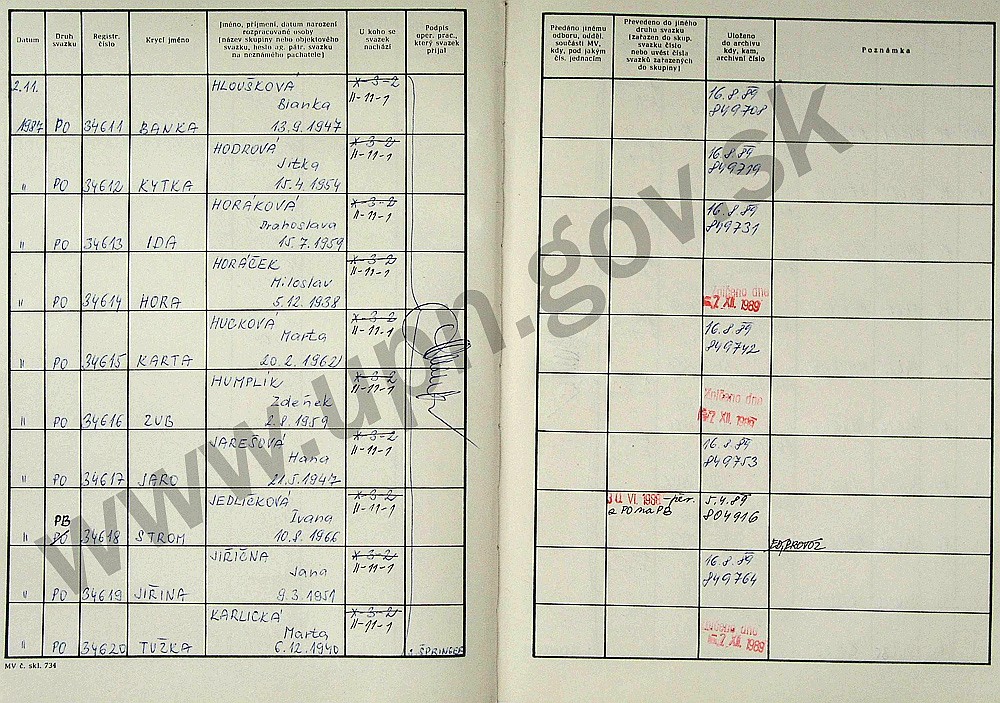 Datum
Druh
svazku
Registr.
číslo
Krycí jméno
Jméno, příjmení, datum narození
rozpracované osoby
(název skupiny nebo objektového
svazku, heslo ag. pátr. svazku
na neznámého pachatele)
U koho se
svazek
nachází
Podpis
oper. prac.,
který svazek
přijal
Předáno jinému
odboru, odděl.
součásti MV,
kdy, pod jakým
čís. jednacím
Převedeno do jiného
druhu svazku
(zařazen do skup.
svazku číslo
nebo uvést čísla
svazků zařazených
do skupiny)
Uloženo
do archivu
kdy, kam,
archivní číslo
Poznámka
2.11. HLOUŠKOVÁ X-3-2
Bianka II-11-1
1987 PO 34611 BANKA 13.9.1947
16.8.89
849708
HODROVÁ X-3-2
Jitka II-11-1
" PO 34612 KYTKA 15.4.1954
16.8.89
849719
HORÁKOVÁ X-3-2
Drahoslava II-11-1
" PO 34613 IDA 15.7.1959
16.8.89
849731
HORÁČEK X-3-2
Miloslav II-11-1
" PO 34614 HORA 5.12.1938
Zničeno dne
7. XII. 1989
HUCKOVÁ X-3-2
Marta II-11-1
" PO 34615 KARTA 20.2.1962
16.8.89
849742
HUMPLÍK X-3-2
Zdeněk II-11-1
" PO 34616 ZUB 2.8.1959
Zničeno dne
7. XII. 1989
JAREŠOVÁ X-3-2
Hana II-11-1
" PO 34617 JARO 21.5.1947
16.8.89
849753
JEDLIČKOVÁ X-3-2
PB Ivana II-11-1
" PO 34618 STROM 10.8.1966
VI. 1988 - pře.
z PO na PB
5.4.89
804916
JIŘIČNA X-3-2
Jana II-11-1
" PO 34619 JIŘINA 9.3.1951
16.8.89
849764
KARLICKÁ X-3-2
Marta II-11-1
" PO 34620 TUŽKA 6.12.1940 ŠPRINGER
Zničeno dne
7. XII. 1989
MV č. skl. 734
www.upn.gov.sk